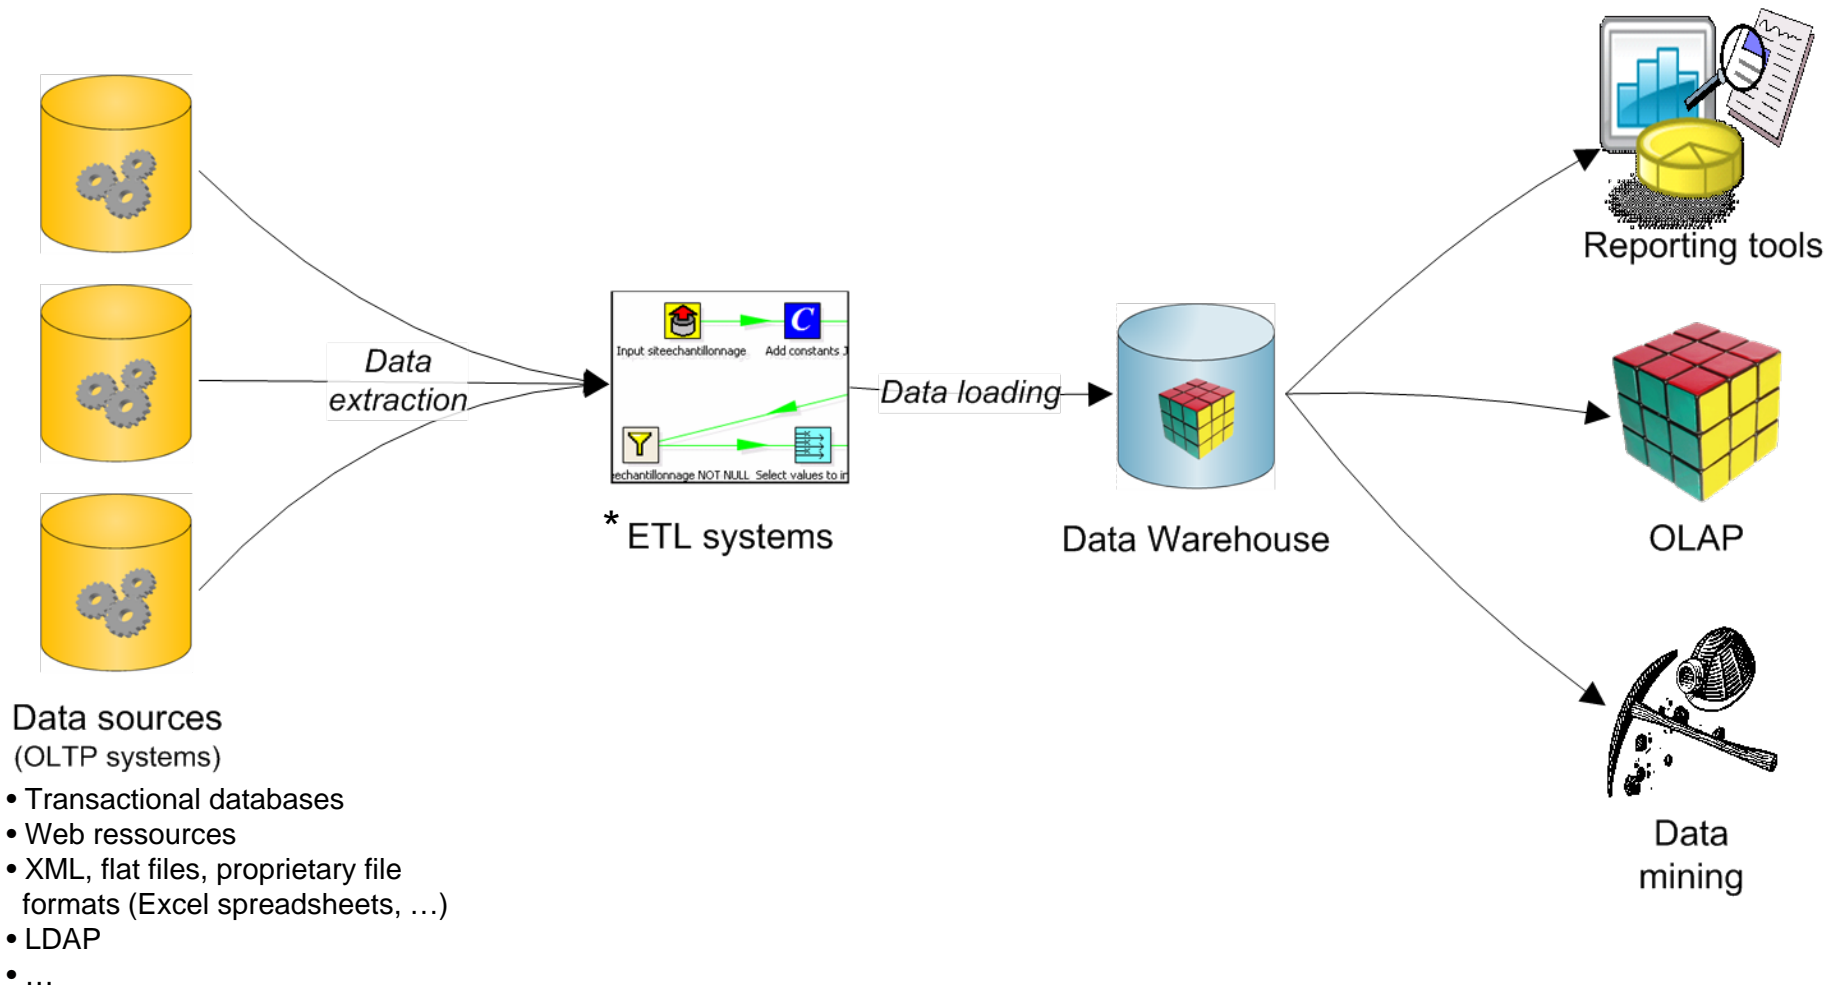 Reporting tools
Data
extraction
Input siteechantillonnage
Add constants J
C
Data loading
echantillonnage NOT NULL
Select values to in
* ETL systems
Data Warehouse
OLAP
Data sources
(OLTP systems)
• Transactional databases
• Web ressources
• XML, flat files, proprietary file
formats (Excel spreadsheets, …)
• LDAP
• …
Data
mining